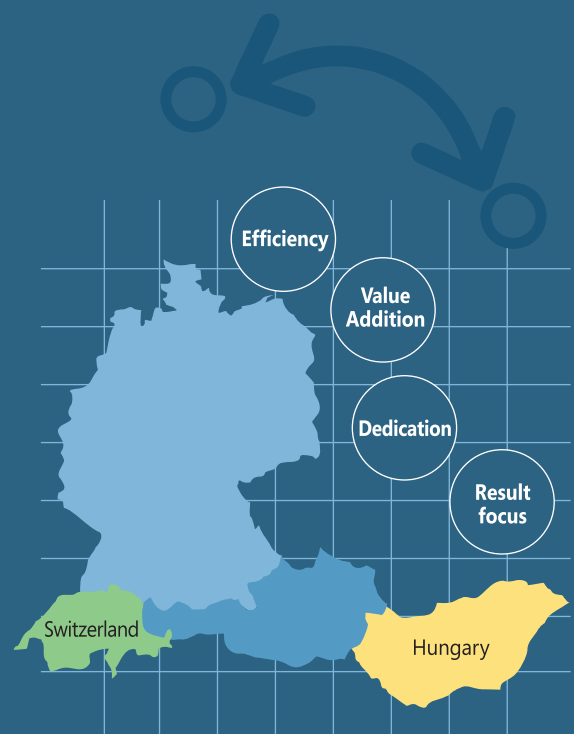 Efficiency
Value
Addition
Dedication
Result
focus
Switzerland
Hungary